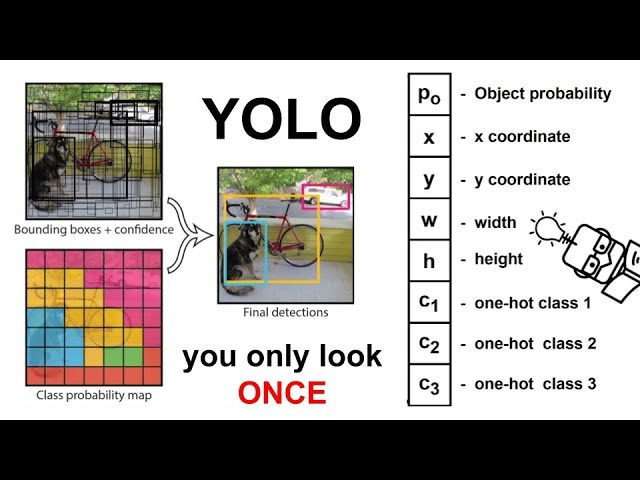 YOLO
Bounding boxes + confidence
Class probability map
Final detections
you only look
ONCE
po - Object probability
x - x coordinate
y - y coordinate
w - width
h - height
c1 - one-hot class 1
c2 - one-hot class 2
c3 - one-hot class 3